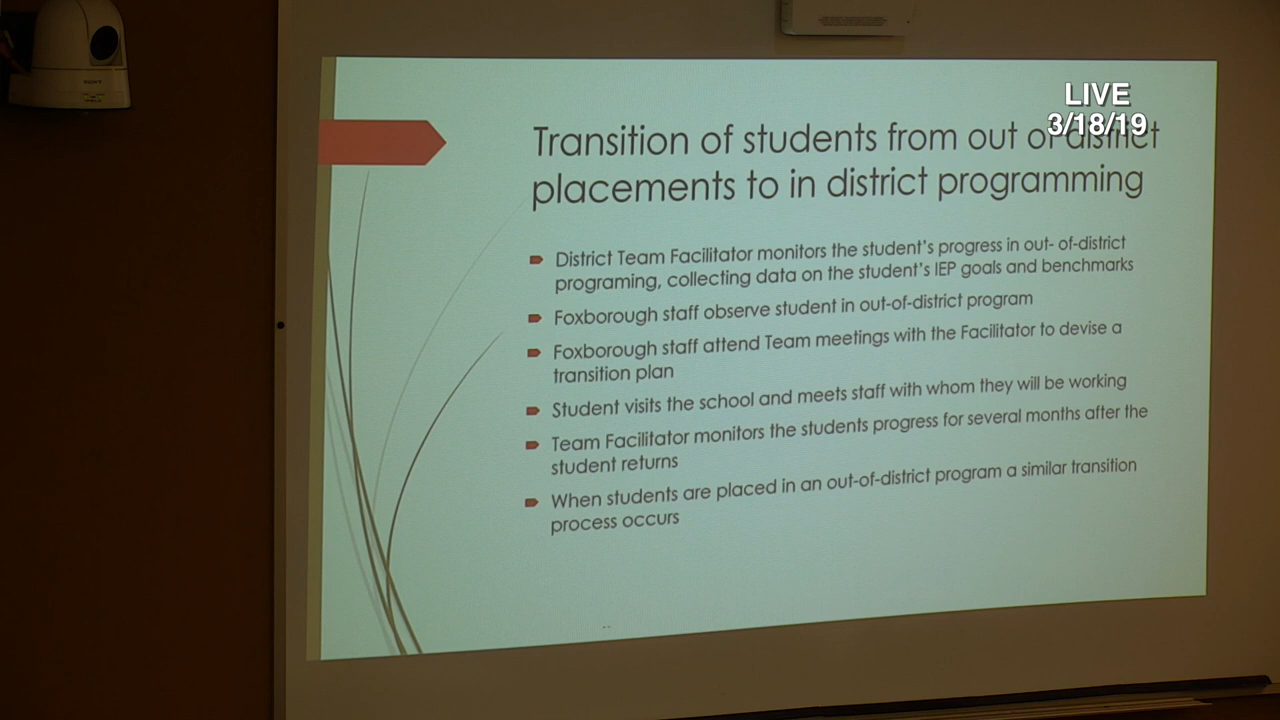 SONY
LIVE
3/18/19
Transition of students from out of district
placements to in district programming
District Team Facilitator monitors the student's progress in out- of-district
programing, collecting data on the student's IEP goals and benchmarks
Foxborough staff observe student in out-of-district program
Foxborough staff attend Team meetings with the Facilitator to devise a
transition plan
Student visits the school and meets staff with whom they will be working
Team Facilitator monitors the students progress for several months after the
student returns
When students are placed in an out-of-district program a similar transition
process occurs